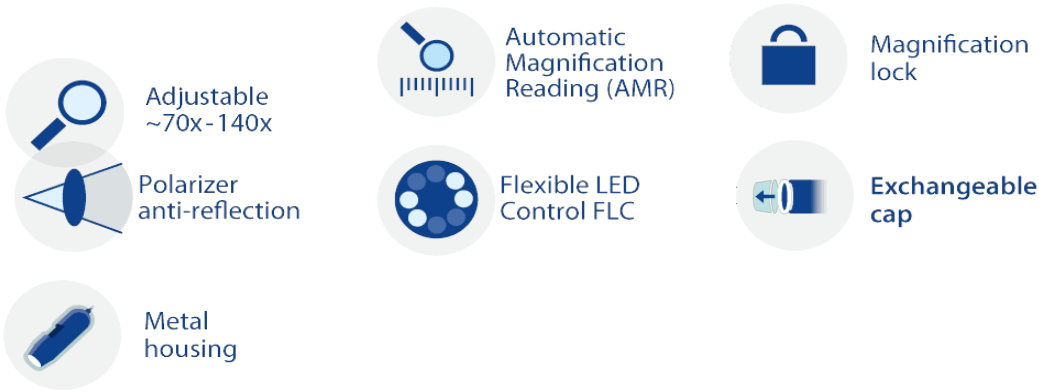 Adjustable
~70x-140x
Automatic
Magnification
Reading (AMR)
Magnification
lock
Polarizer
anti-reflection
Flexible LED
Control FLC
Exchangeable
cap
Metal
housing